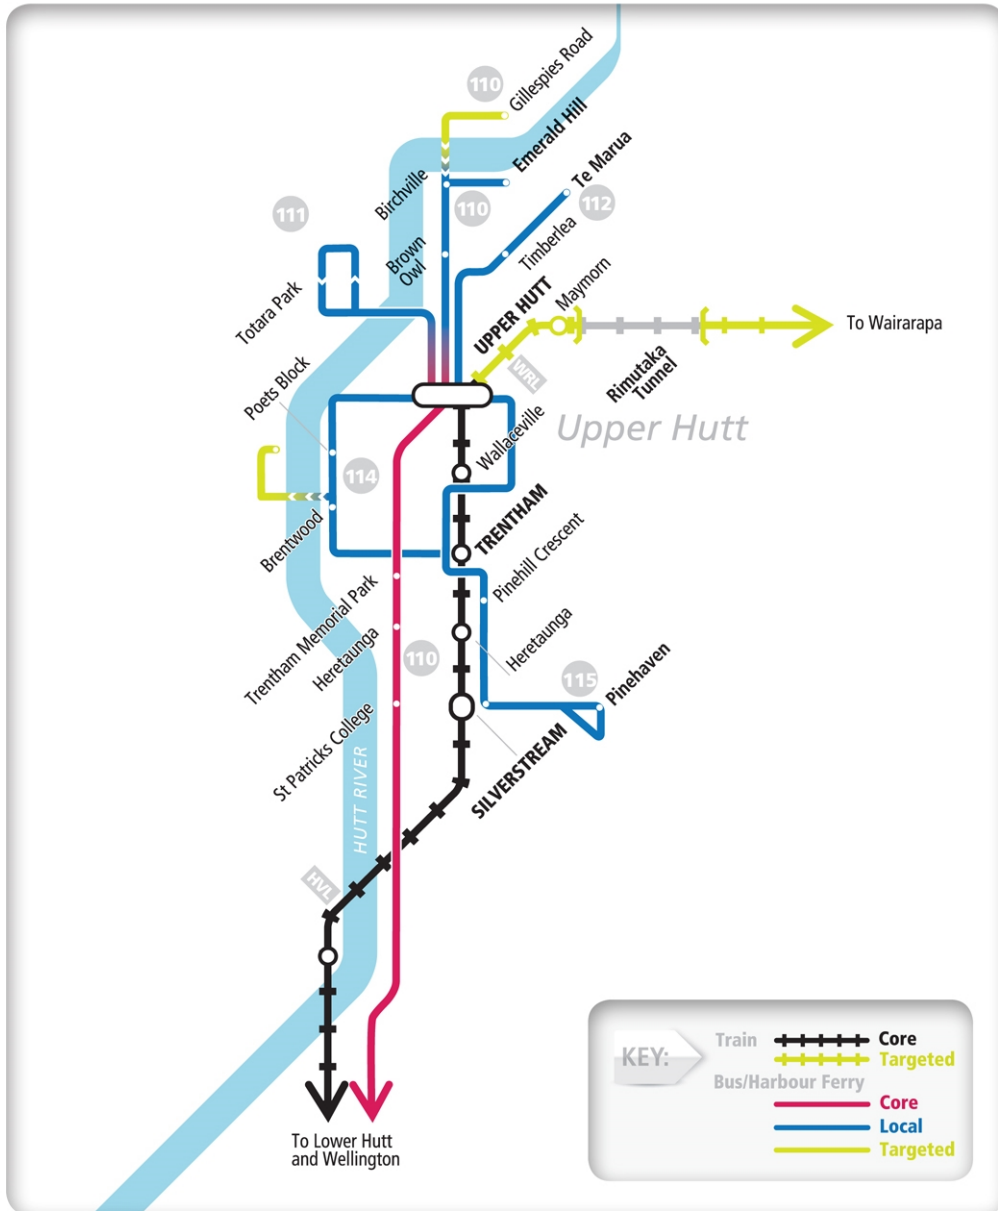 Gillespies Road
110
Emerald Hill
Te Marua
Birchville
110
112
111
Brown
Owl
Timberlea
Maymorn
Totara Park
UPPER HUTT
To Wairarapa
Rimutaka
Tunnel
WRL
Poets Block
Upper Hutt
Wallaceville
114
TRENTHAM
Brentwood
Pinehill Crescent
Trentham Memorial Park
Heretaunga
Heretaunga
110
115
Pinehaven
St Patricks College
SILVERSTREAM
HUTT RIVER
HVL
To Lower Hutt
and Wellington
KEY:
Train
Core
Targeted
Bus/Harbour Ferry
Core
Local
Targeted